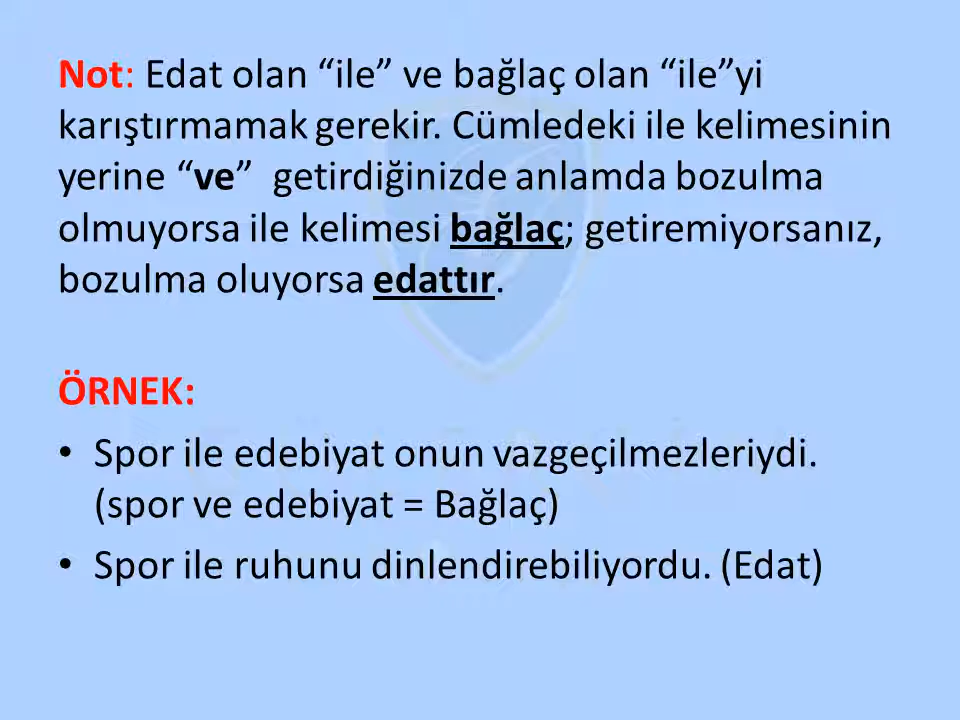 Not: Edat olan “ile” ve bağlaç olan “ile”yi
karıştırmamak gerekir. Cümledeki ile kelimesinin
yerine “ve” getirdiğinizde anlamda bozulma
olmuyorsa ile kelimesi bağlaç; getiremiyorsanız,
bozulma oluyorsa edattır.
ÖRNEK:
• Spor ile edebiyat onun vazgeçilmezleriydi.
(spor ve edebiyat = Bağlaç)
• Spor ile ruhunu dinlendirebiliyordu. (Edat)